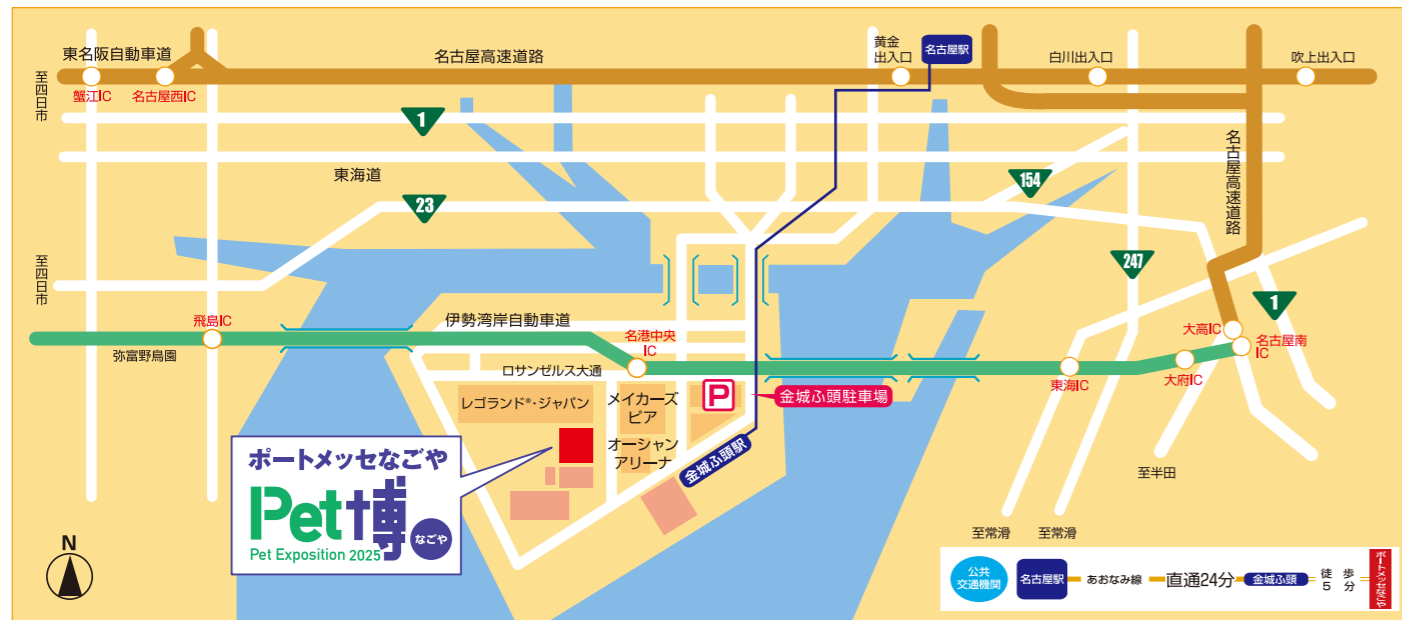 東名阪自動車道
名古屋高速道路
黄金
出入口
名古屋駅
白川出入口
吹上出入口
至四日市
蟹江IC
名古屋西IC
1
東海道
23
154
名古屋高速道路
247
1
至四日市
飛島IC
弥富野鳥園
伊勢湾岸自動車道
名港中央
IC
大高IC
名古屋南
IC
大府IC
東海IC
ロサンゼルス大通
レゴランド®・ジャパン
メイカーズ
ピア
P
金城ふ頭駐車場
オーシャン
アリーナ
金城ふ頭駅
ポートメッセなごや
Pet博
なごや
Pet Exposition 2025
至半田
至常滑
至常滑
N
公共
交通機関
名古屋駅
あおなみ線
直通24分
金城ふ頭
徒歩
5分
ポートメッセなごや